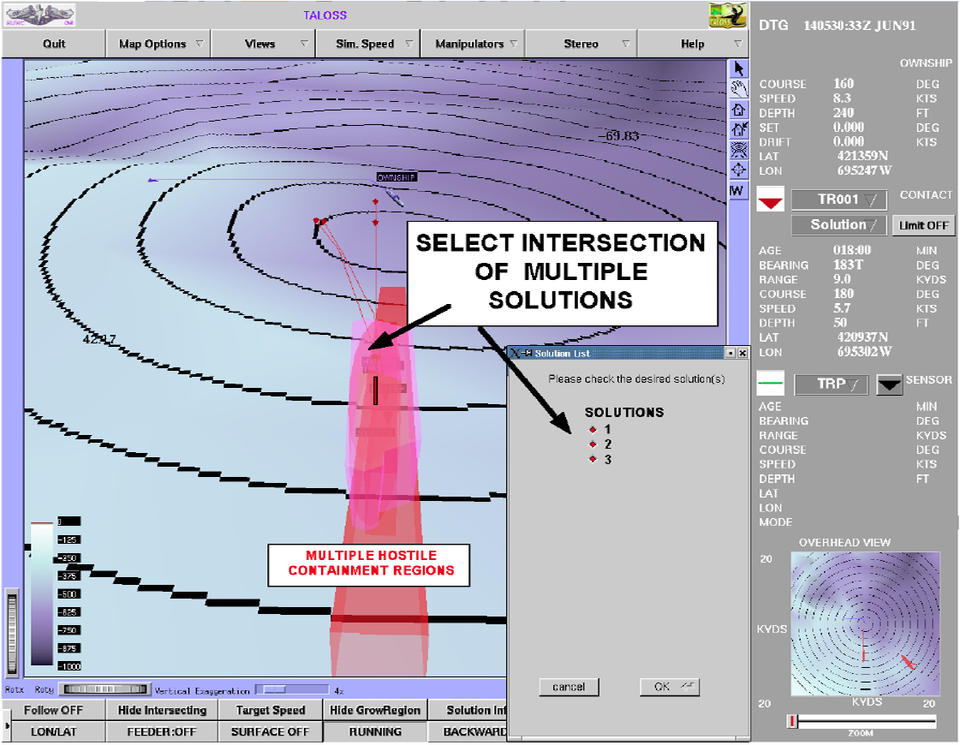 TALOSS
Quit Map Options Views Sim. Speed Manipulators Stereo Help
DTG 140530:33Z JUN91
OWNSHIP
COURSE 160 DEG
SPEED 8.3 KTS
DEPTH 240 FT
SET 0.000 DEG
DRIFT 0.000 KTS
LAT 421359N
LON 695247W
TR001 CONTACT
Solution Limit OFF
AGE 018:00 MIN
BEARING 183T DEG
RANGE 9.0 KYDS
COURSE 180 DEG
SPEED 5.7 KTS
DEPTH 50 FT
LAT 420937N
LON 695302W
TRP SENSOR
AGE MIN
BEARING DEG
RANGE KYDS
COURSE DEG
SPEED KTS
DEPTH FT
LAT
LON
MODE
OVERHEAD VIEW
20
KYDS
20 KYDS 20
ZOOM
-69.83
OWNSHIP
W
SELECT INTERSECTION
OF MULTIPLE
SOLUTIONS
Solution List
Please check the desired solution(s)
SOLUTIONS
1
2
3
cancel OK
MULTIPLE HOSTILE
CONTAINMENT REGIONS
0
-125
-250
-375
-500
-625
-750
-875
-1000
Rotx Roty Vertical Exaggeration 4x
Follow OFF Hide Intersecting Target Speed Hide GrowRegion Solution Inf
LON/LAT FEEDER:OFF SURFACE OFF RUNNING BACKWARD